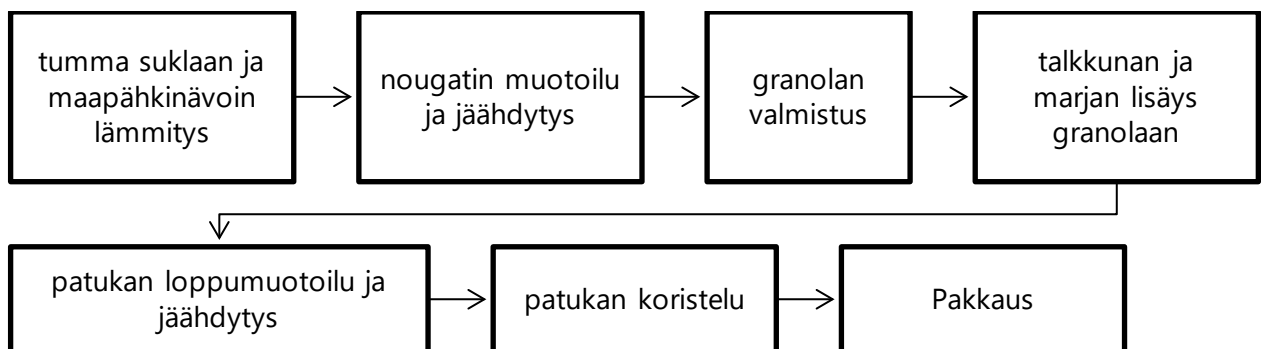 tumma suklaan ja
maapähkinävoin
lämmitys
nougatin muotoilu
ja jäähdytys
granolan
valmistus
talkkunan ja
marjan lisäys
granolaan
patukan loppumuotoilu ja
jäähdytys
patukan koristelu
Pakkaus